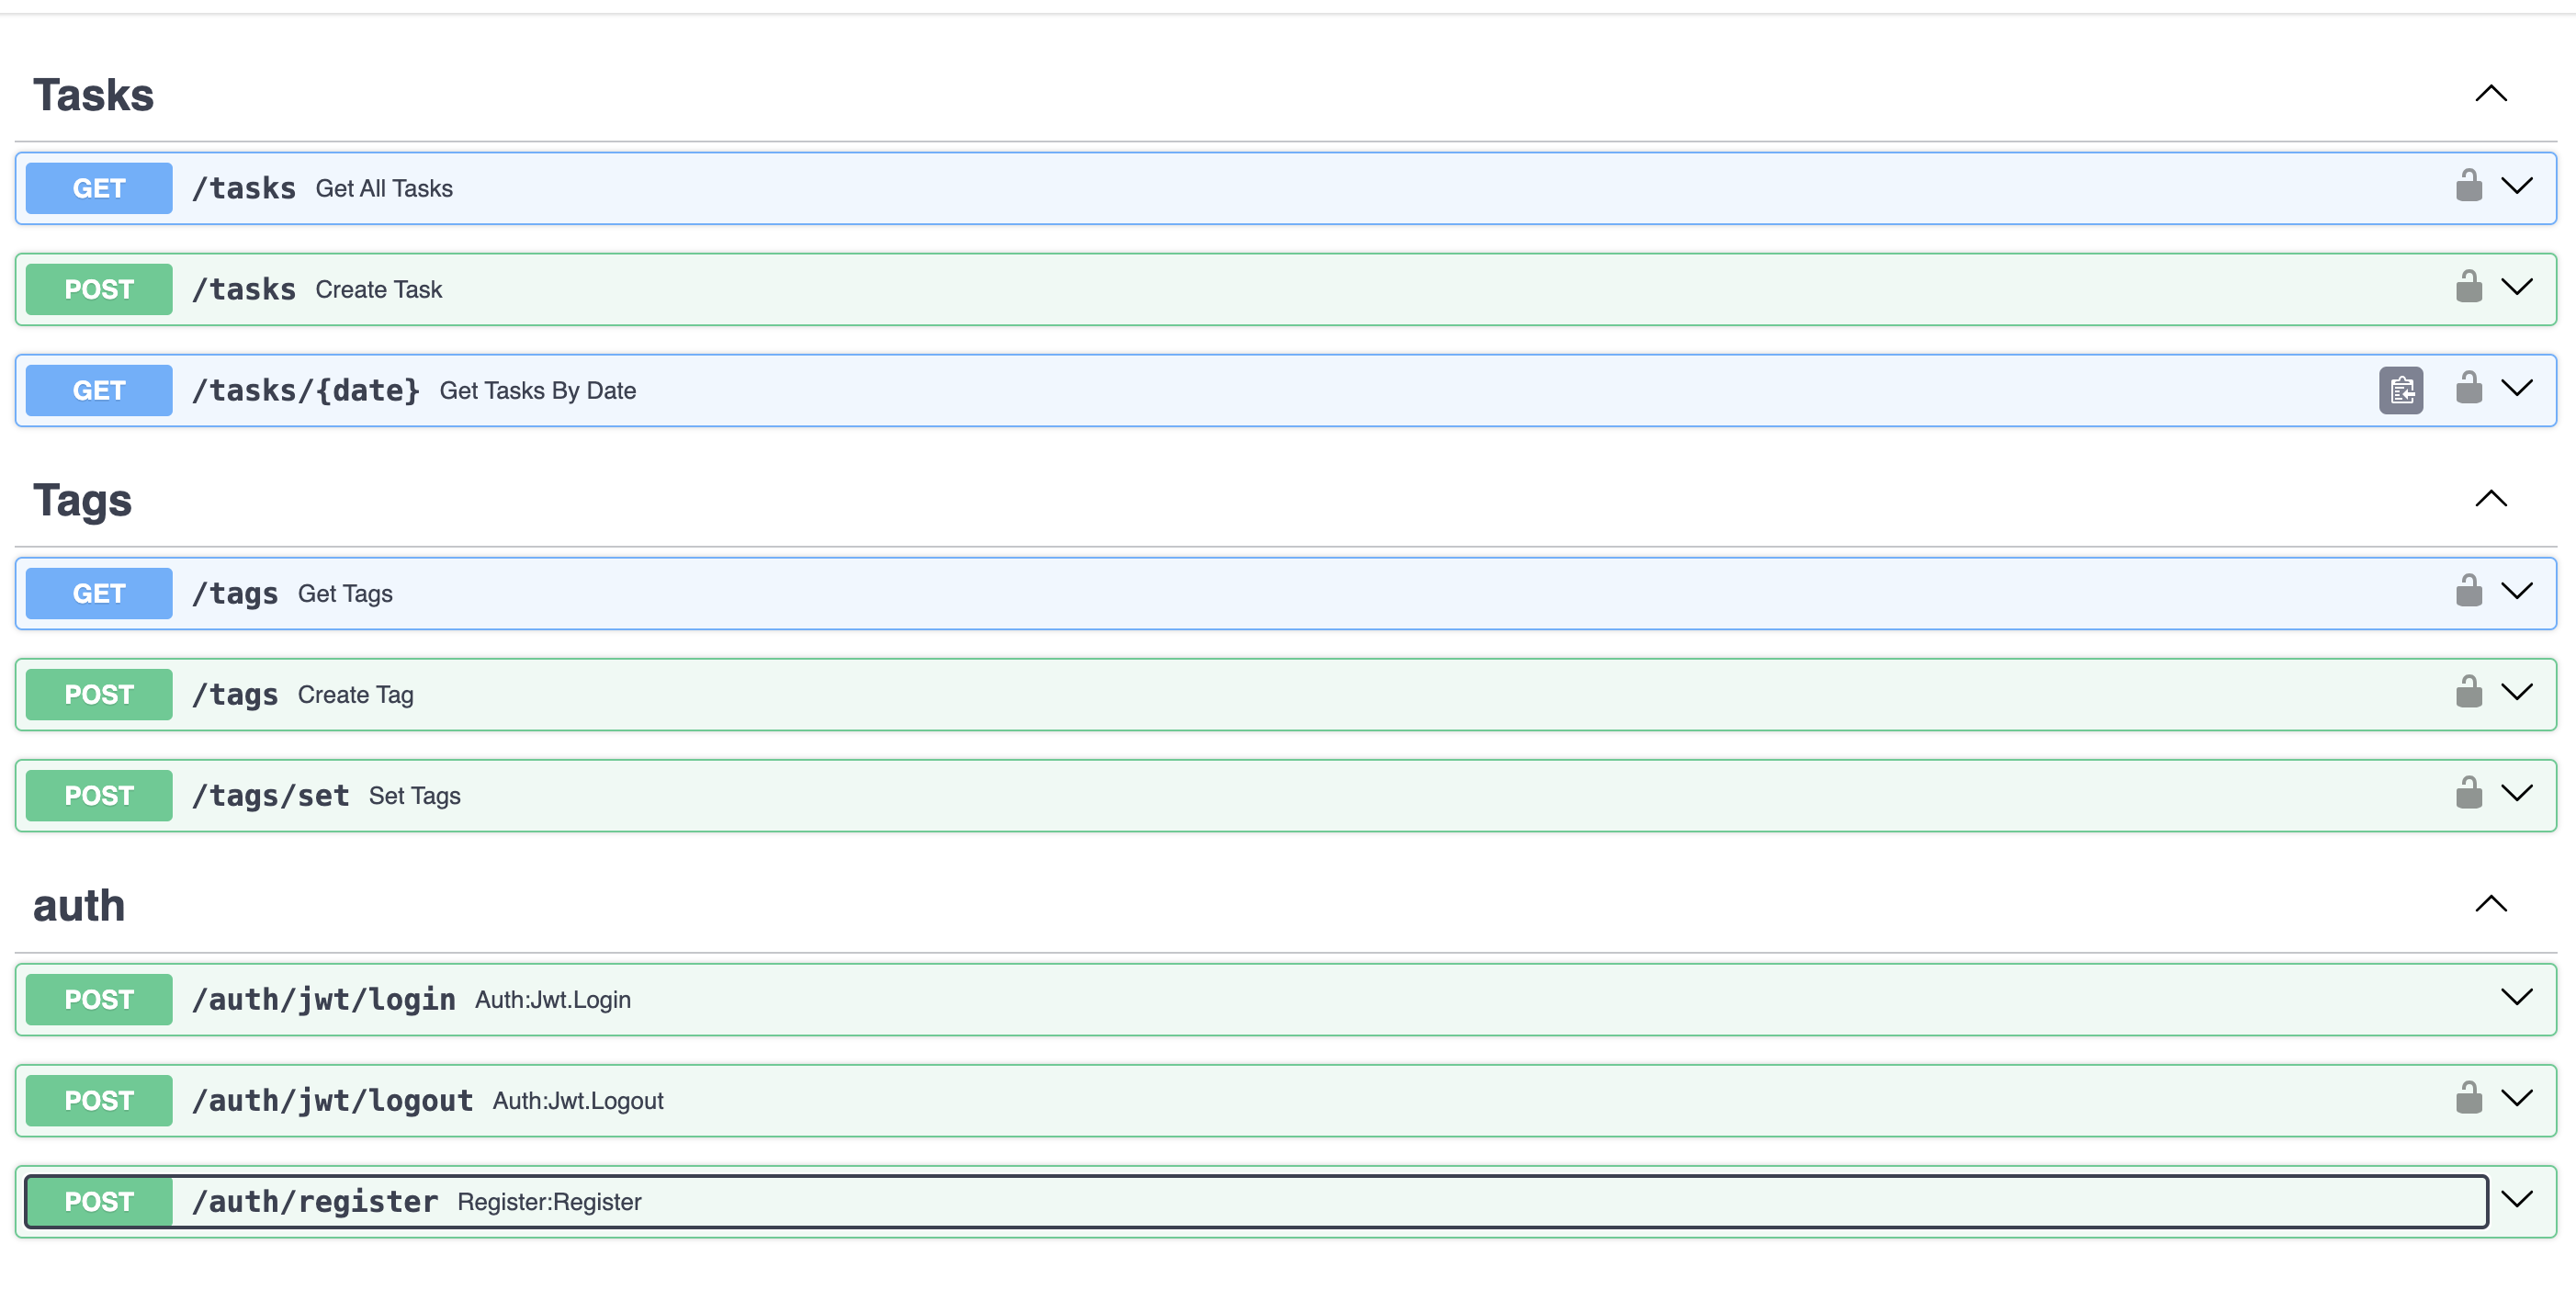 Tasks
GET /tasks Get All Tasks
POST /tasks Create Task
GET /tasks/{date} Get Tasks By Date
Tags
GET /tags Get Tags
POST /tags Create Tag
POST /tags/set Set Tags
auth
POST /auth/jwt/login Auth:Jwt.Login
POST /auth/jwt/logout Auth:Jwt.Logout
POST /auth/register Register:Register